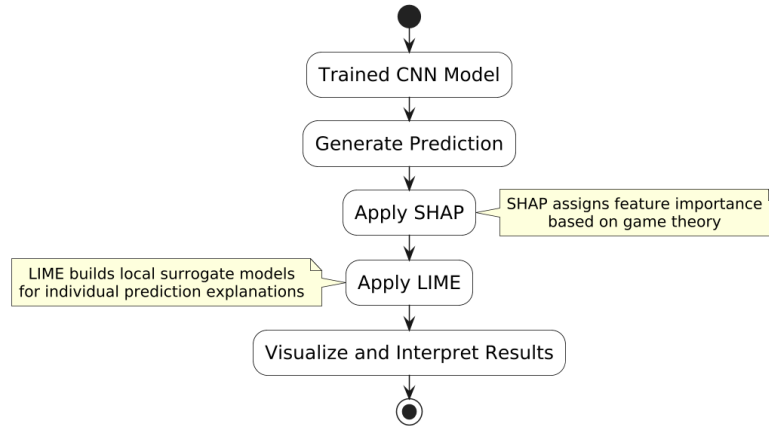 Trained CNN Model
Generate Prediction
Apply SHAP
SHAP assigns feature importance
based on game theory
LIME builds local surrogate models
for individual prediction explanations
Apply LIME
Visualize and Interpret Results